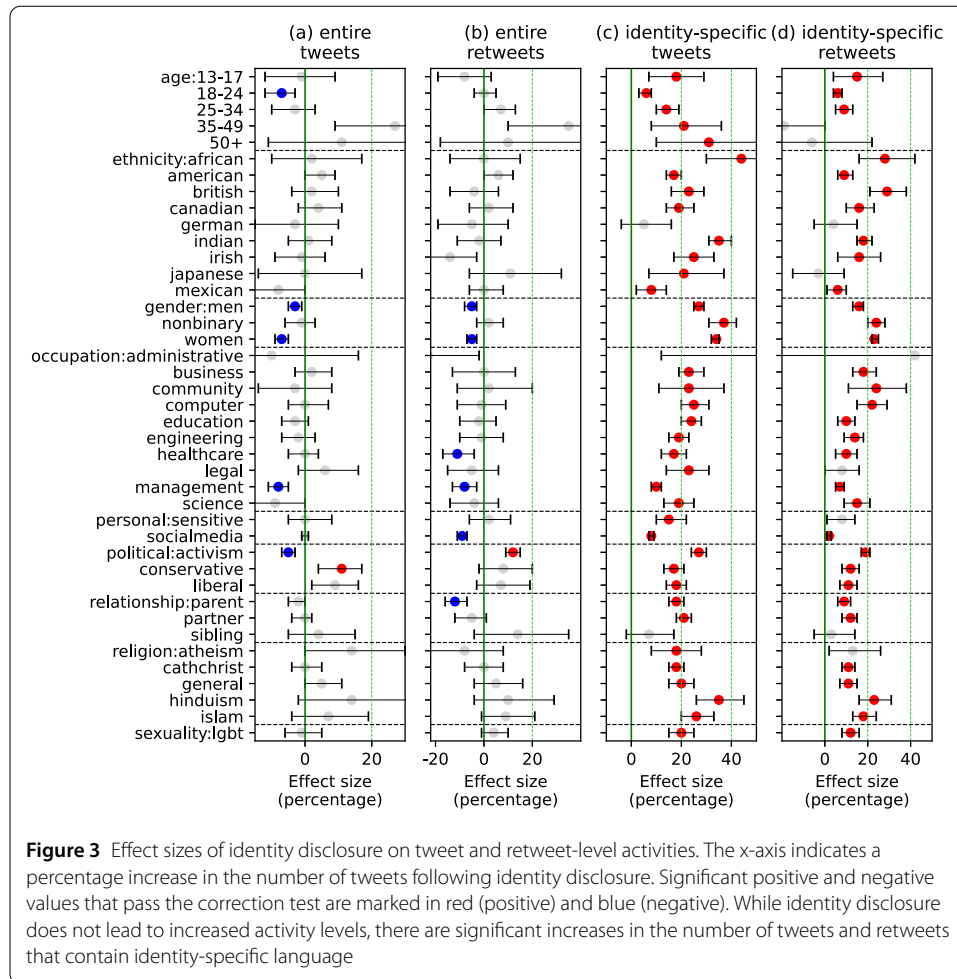 (a) entire tweets
(b) entire retweets
(c) identity-specific tweets
(d) identity-specific retweets
age:13-17
18-24
25-34
35-49
50+
ethnicity:african
american
british
canadian
german
indian
irish
japanese
mexican
gender:men
nonbinary
women
occupation:administrative
business
community
computer
education
engineering
healthcare
legal
management
science
personal:sensitive
socialmedia
political:activism
conservative
liberal
relationship:parent
partner
sibling
religion:atheism
cathchrist
general
hinduism
islam
sexuality:lgbt
0 20
-20 0 20
0 20 40
0 20 40
Effect size (percentage)
Effect size (percentage)
Effect size (percentage)
Effect size (percentage)
Figure 3 Effect sizes of identity disclosure on tweet and retweet-level activities. The x-axis indicates a
percentage increase in the number of tweets following identity disclosure. Significant positive and negative
values that pass the correction test are marked in red (positive) and blue (negative). While identity disclosure
does not lead to increased activity levels, there are significant increases in the number of tweets and retweets
that contain identity-specific language